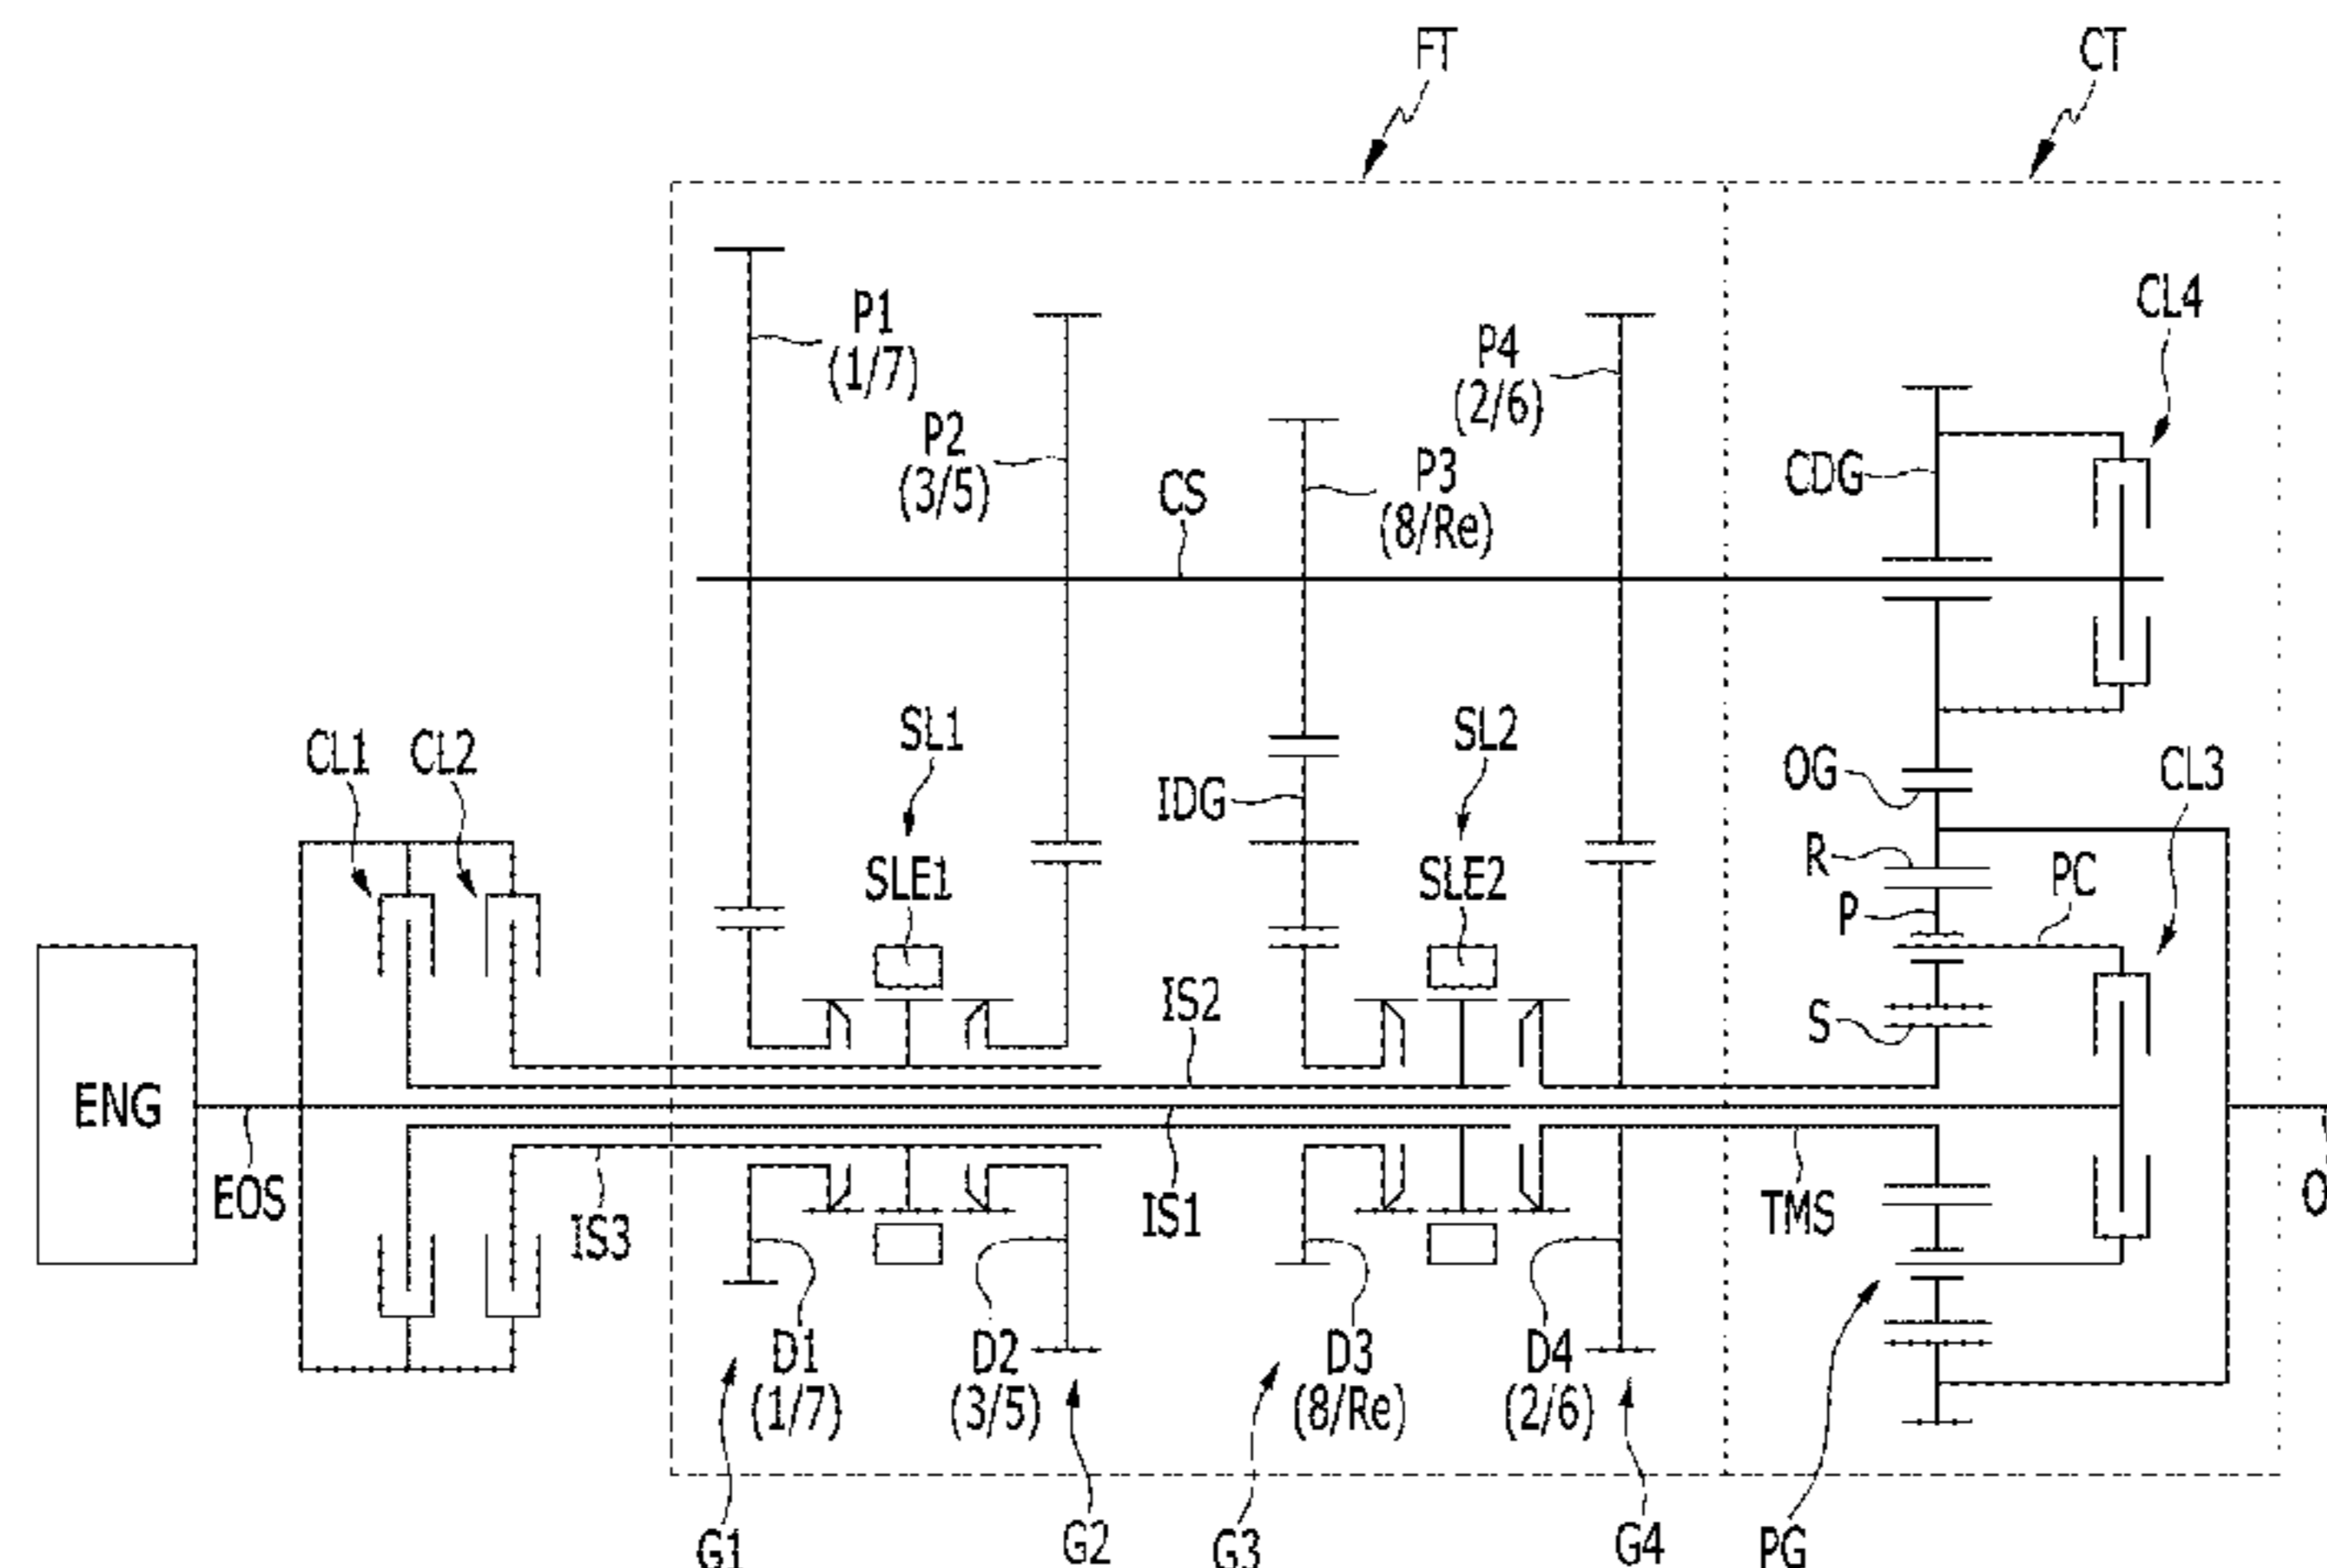 FT
CT
P1
(1/7)
P2
(3/5)
CS
P3
(8/Re)
P4
(2/6)
CL4
CDG
CL1
CL2
SL1
SLE1
IDG
SL2
SLE2
OG
R
P
PC
CL3
S
IS2
ENG
EOS
IS3
IS1
TMS
O
D1
(1/7)
D2
(3/5)
D3
(8/Re)
D4
(2/6)
G1
G2
G3
G4
PG